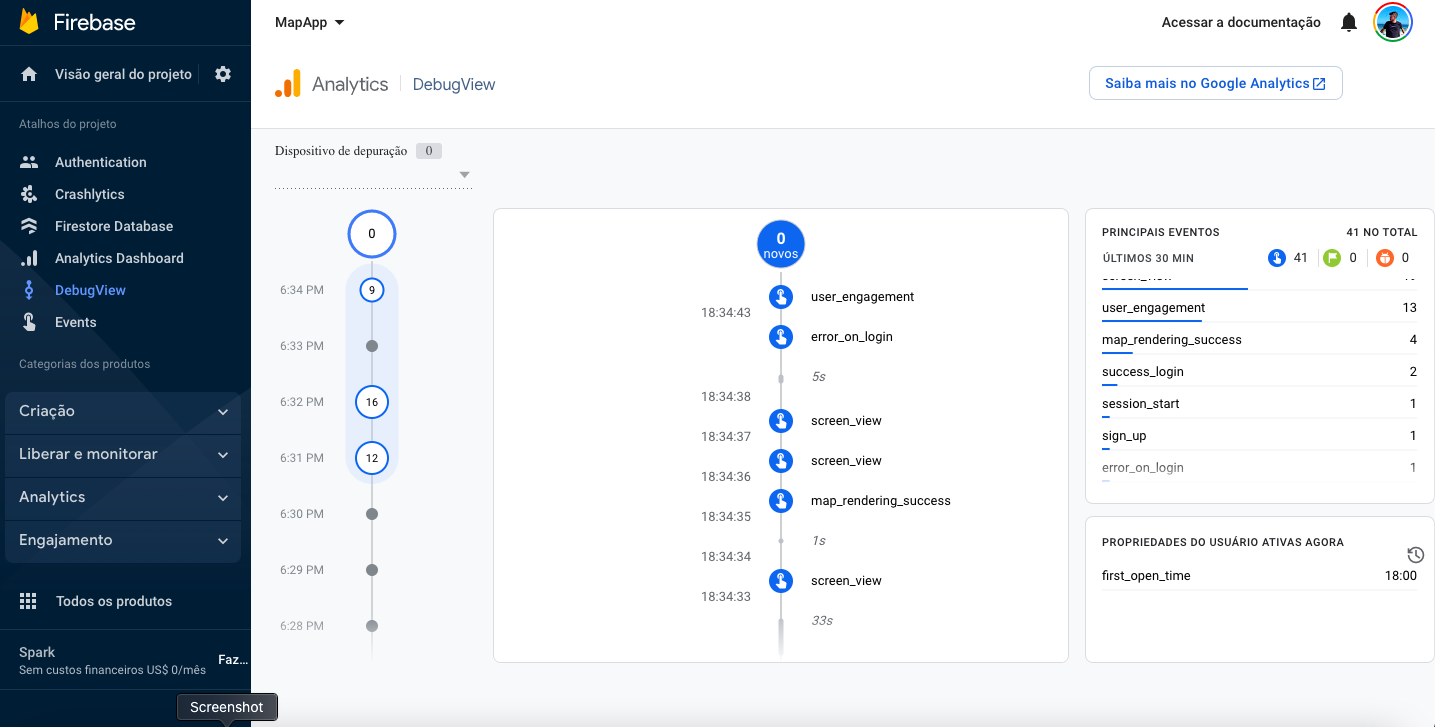 Firebase
MapApp
Acessar a documentação
Visão geral do projeto
Analytics
DebugView
Saiba mais no Google Analytics
Atalhos do projeto
Authentication
Crashlytics
Firestore Database
Analytics Dashboard
DebugView
Events
Categorias dos produtos
Criação
Liberar e monitorar
Analytics
Engajamento
Todos os produtos
Spark
Sem custos financeiros US$ 0/mês
Faz...
Screenshot
Dispositivo de depuração 0
0
6:34 PM 9
6:33 PM
6:32 PM 16
6:31 PM 12
6:30 PM
6:29 PM
6:28 PM
0
novos
user_engagement
18:34:43
error_on_login
5s
18:34:38
screen_view
18:34:37
screen_view
18:34:36
map_rendering_success
18:34:35
1s
18:34:34
screen_view
18:34:33
33s
PRINCIPAIS EVENTOS 41 NO TOTAL
ÚLTIMOS 30 MIN 41 0 0
user_engagement 13
map_rendering_success 4
success_login 2
session_start 1
sign_up 1
error_on_login 1
PROPRIEDADES DO USUÁRIO ATIVAS AGORA
first_open_time 18:00